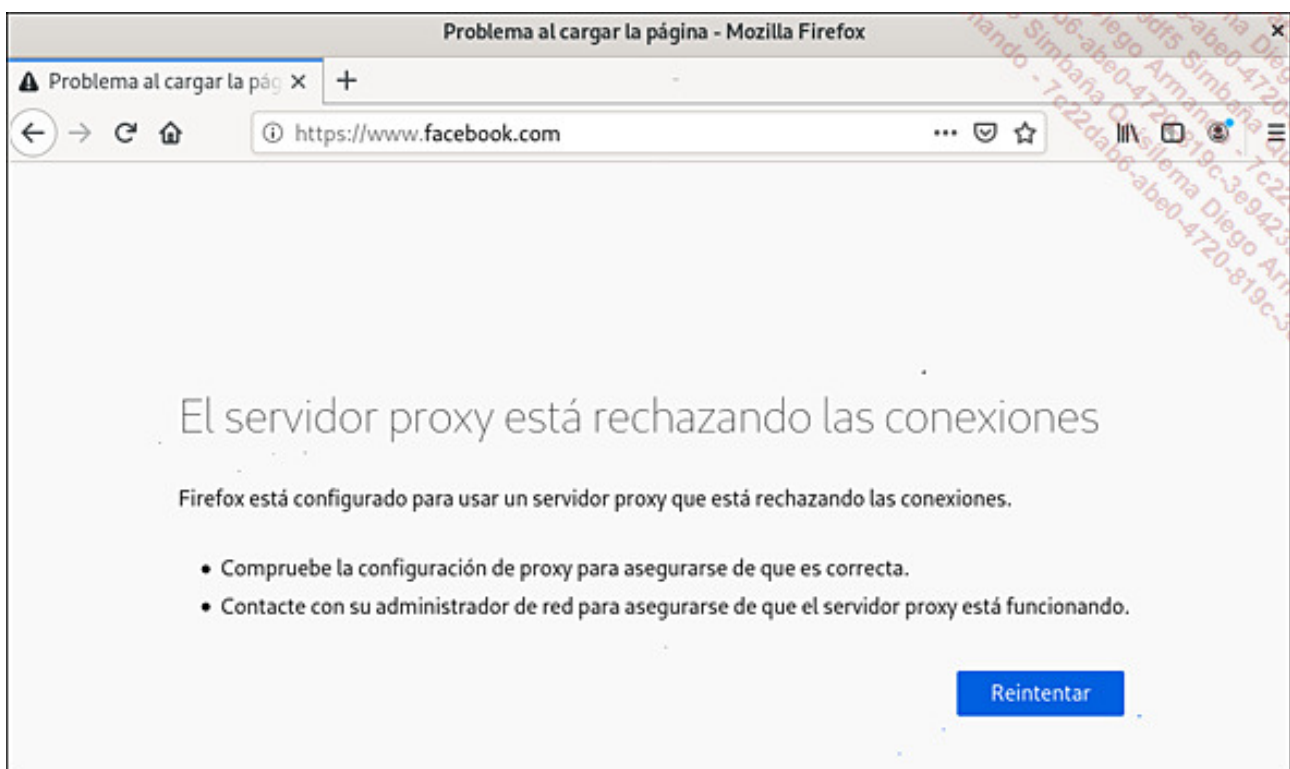 Problema al cargar la página - Mozilla Firefox
Problema al cargar la pág
https://www.facebook.com
El servidor proxy está rechazando las conexiones
Firefox está configurado para usar un servidor proxy que está rechazando las conexiones.
• Compruebe la configuración de proxy para asegurarse de que es correcta.
• Contacte con su administrador de red para asegurarse de que el servidor proxy está funcionando.
Reintentar